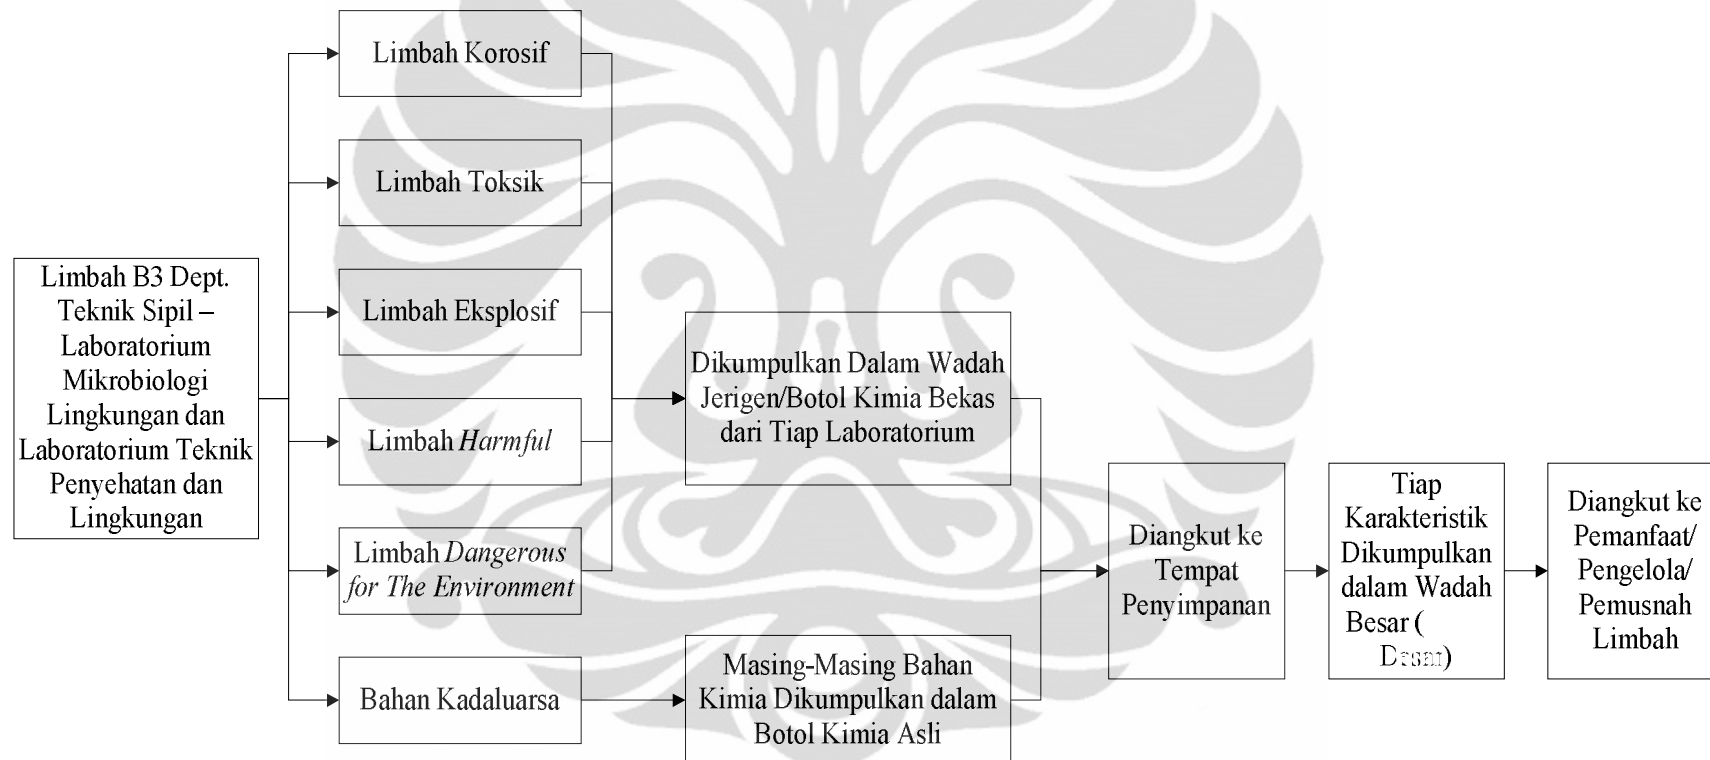 Limbah B3 Dept.
Teknik Sipil –
Laboratorium
Mikrobiologi
Lingkungan dan
Laboratorium Teknik
Penyehatan dan
Lingkungan
Limbah Korosif
Limbah Toksik
Limbah Eksplosif
Limbah Harmful
Limbah Dangerous
for The Environment
Bahan Kadaluarsa
Dikumpulkan Dalam Wadah
Jerigen/Botol Kimia Bekas
dari Tiap Laboratorium
Masing-Masing Bahan
Kimia Dikumpulkan dalam
Botol Kimia Asli
Diangkut ke
Tempat
Penyimpanan
Tiap
Karakteristik
Dikumpulkan
dalam Wadah
Besar (
Diangkut ke
Pemanfaat/
Pengelola/
Pemusnah
Limbah